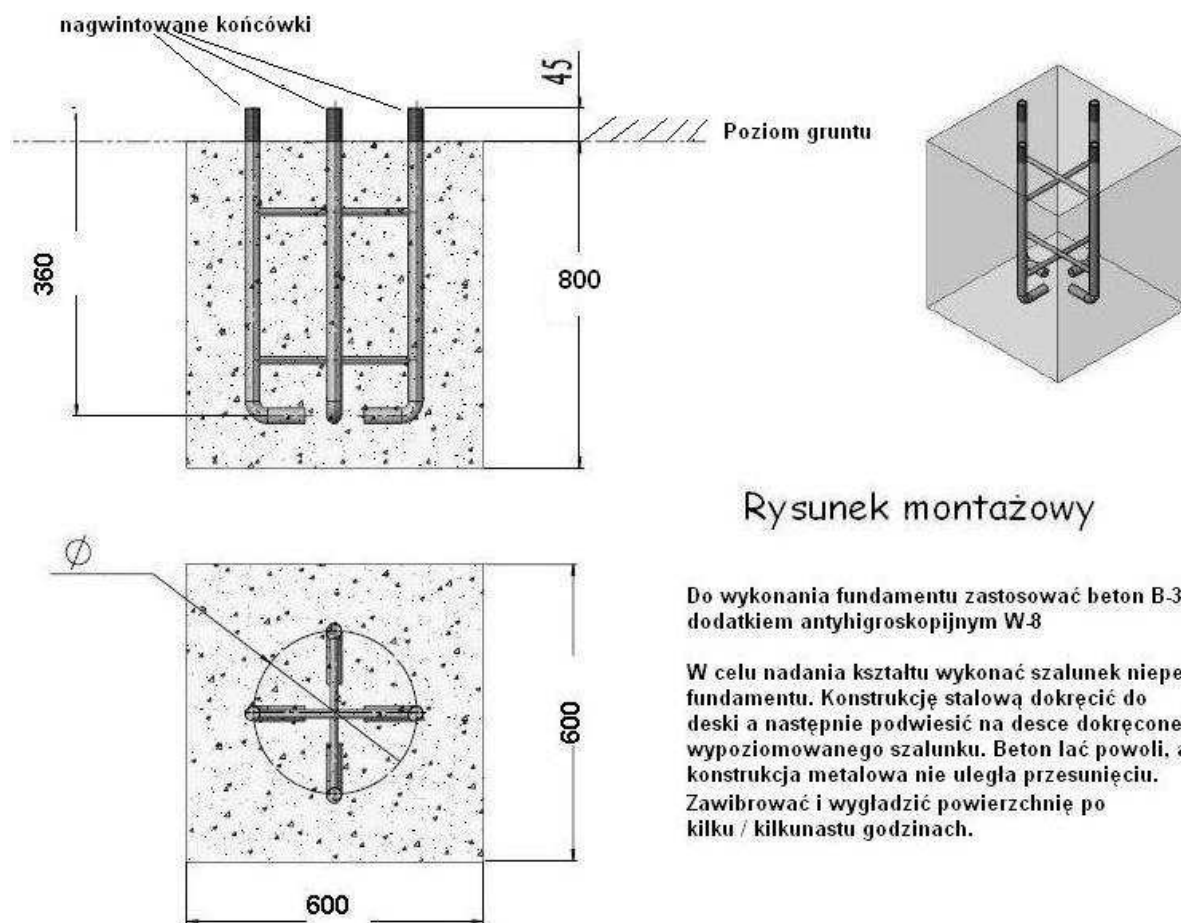 nagwintowane końcówki
45
Poziom gruntu
360
800
Rysunek montażowy
Ø
600
600
Do wykonania fundamentu zastosować beton B-3
dodatkiem antyhigroskopijnym W-8
W celu nadania kształtu wykonać szalunek niepe
fundamentu. Konstrukcję stalową dokręcić do
deski a następnie podwiesić na desce dokręcone
wypoziomowanego szalunku. Beton lać powoli, a
konstrukcja metalowa nie uległa przesunięciu.
Zawibrować i wygładzić powierzchnię po
kilku / kilkunastu godzinach.